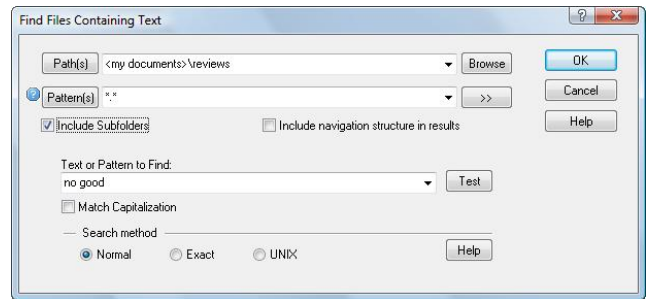 Find Files Containing Text
Path(s) <my documents>\reviews Browse OK
Pattern(s) *.* >> Cancel
Include Subfolders Include navigation structure in results Help
Text or Pattern to Find:
no good Test
Match Capitalization
Search method
Normal Exact UNIX Help